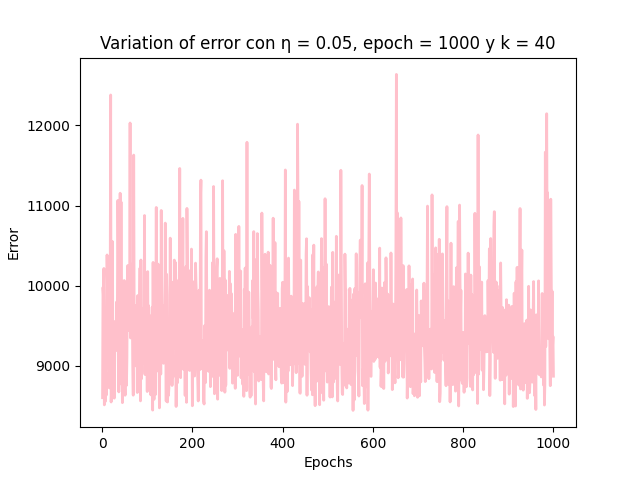 Variation of error con η = 0.05, epoch = 1000 y k = 40
12000
11000
10000
9000
Error
0 200 400 600 800 1000
Epochs